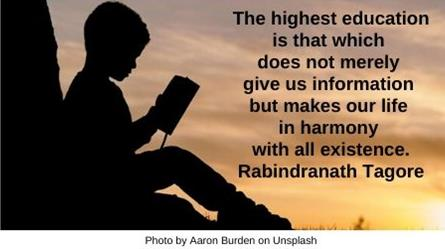 The highest education
is that which
does not merely
give us information
but makes our life
in harmony
with all existence.
Rabindranath Tagore
Photo by Aaron Burden on Unsplash